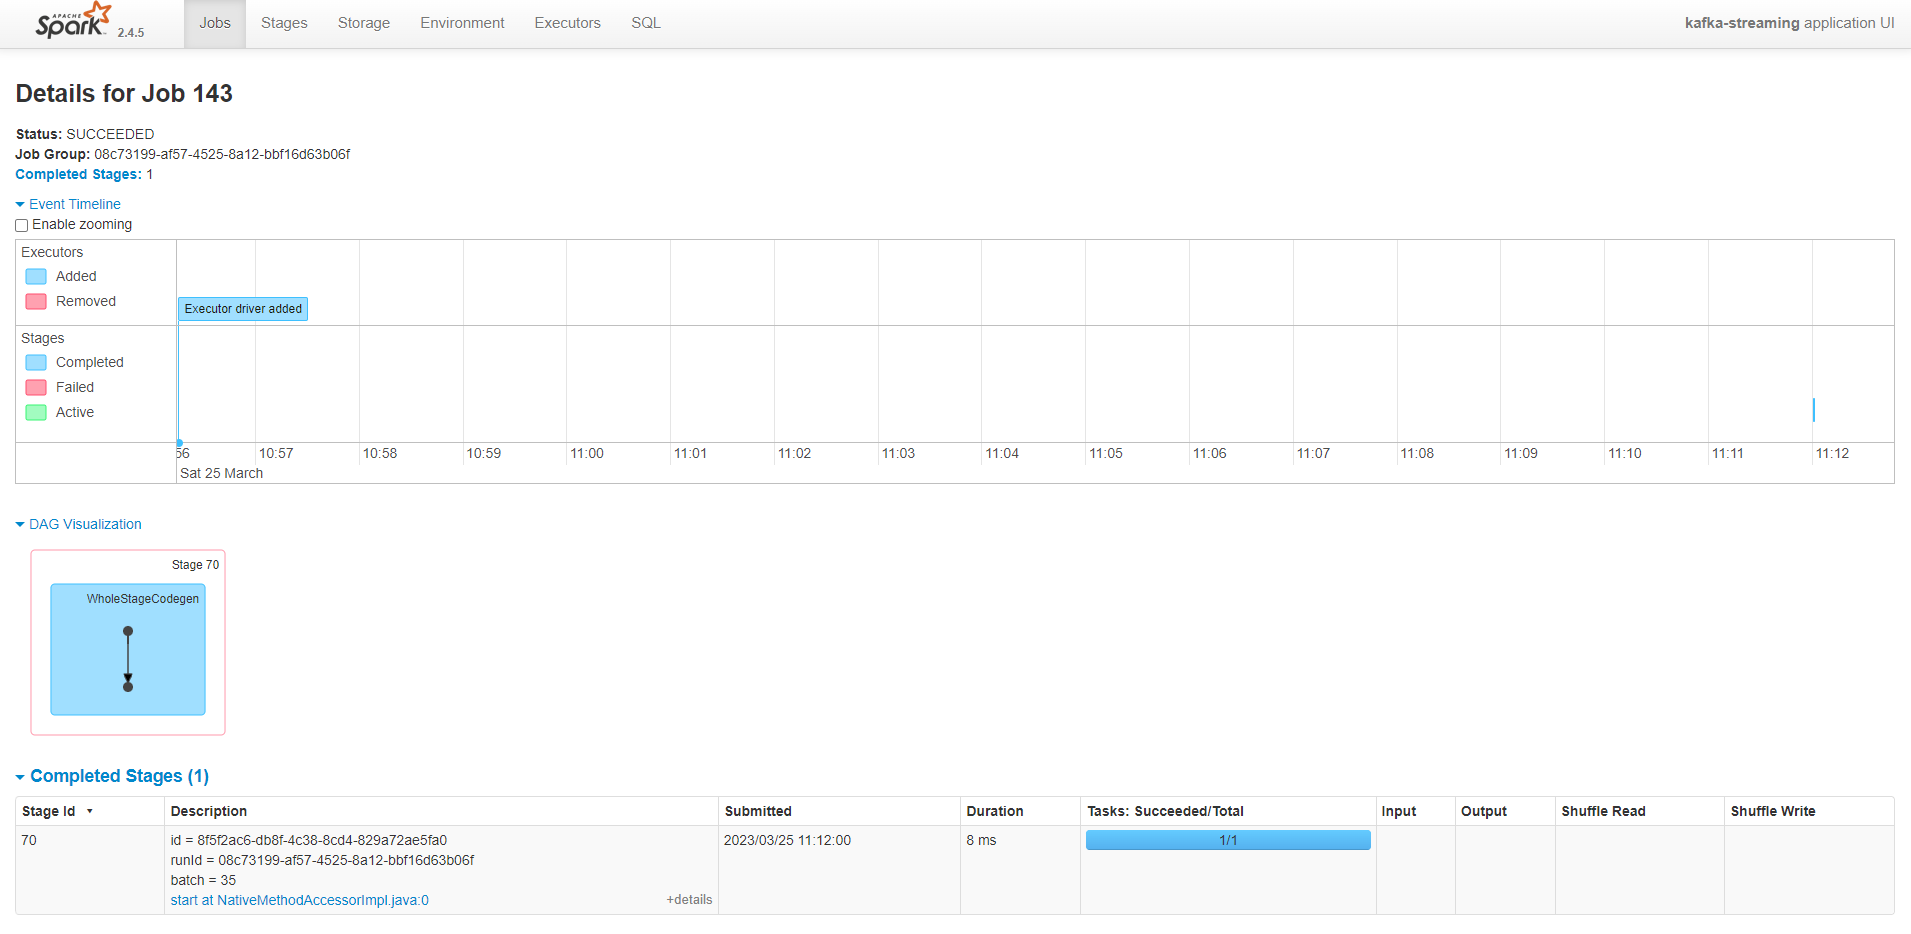 APACHE
Spark 2.4.5
Jobs Stages Storage Environment Executors SQL kafka-streaming application UI
Details for Job 143
Status: SUCCEEDED
Job Group: 08c73199-af57-4525-8a12-bbf16d63b06f
Completed Stages: 1
Event Timeline
Enable zooming
Executors
Added
Removed
Executor driver added
Stages
Completed
Failed
Active
56 10:57 10:58 10:59 11:00 11:01 11:02 11:03 11:04 11:05 11:06 11:07 11:08 11:09 11:10 11:11 11:12
Sat 25 March
DAG Visualization
Stage 70
WholeStageCodegen
Completed Stages (1)
Stage Id Description Submitted Duration Tasks: Succeeded/Total Input Output Shuffle Read Shuffle Write
70 id = 8f5f2ac6-db8f-4c38-8cd4-829a72ae5fa0 2023/03/25 11:12:00 8 ms 1/1
runId = 08c73199-af57-4525-8a12-bbf16d63b06f
batch = 35
start at NativeMethodAccessorImpl.java:0 +details